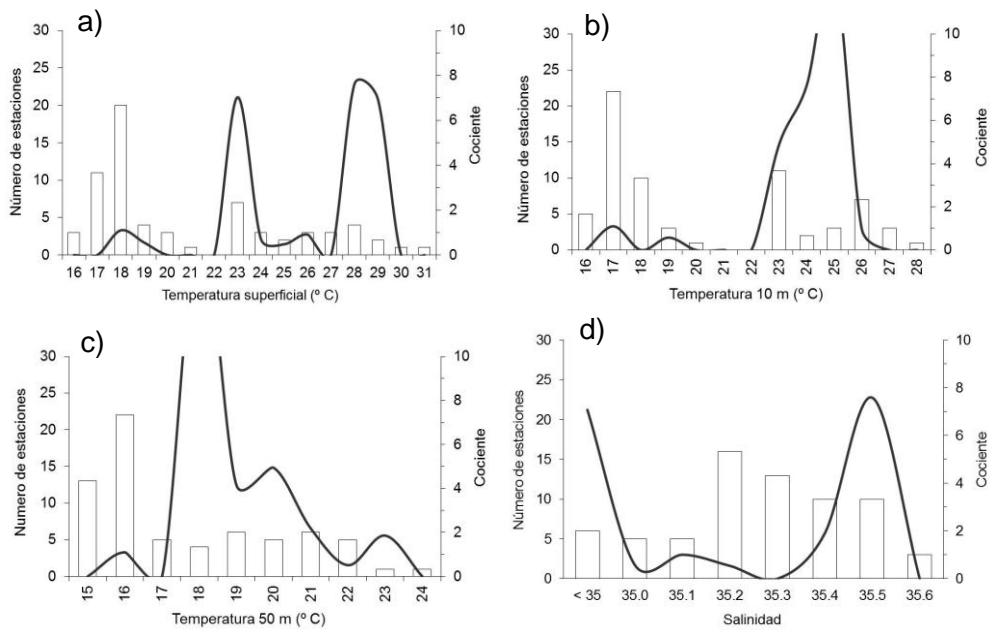 a)
30
25
20
15
10
5
0
Número de estaciones
10
8
6
4
2
0
Cociente
16 17 18 19 20 21 22 23 24 25 26 27 28 29 30 31
Temperatura superficial (º C)
b)
30
25
20
15
10
5
0
Número de estaciones
10
8
6
4
2
0
Cociente
16 17 18 19 20 21 22 23 24 25 26 27 28
Temperatura 10 m (º C)
c)
30
25
20
15
10
5
0
Numero de estaciones
10
8
6
4
2
0
Cociente
15 16 17 18 19 20 21 22 23 24
Temperatura 50 m (º C)
d)
30
25
20
15
10
5
0
Número de estaciones
10
8
6
4
2
0
Cociente
< 35 35.0 35.1 35.2 35.3 35.4 35.5 35.6
Salinidad